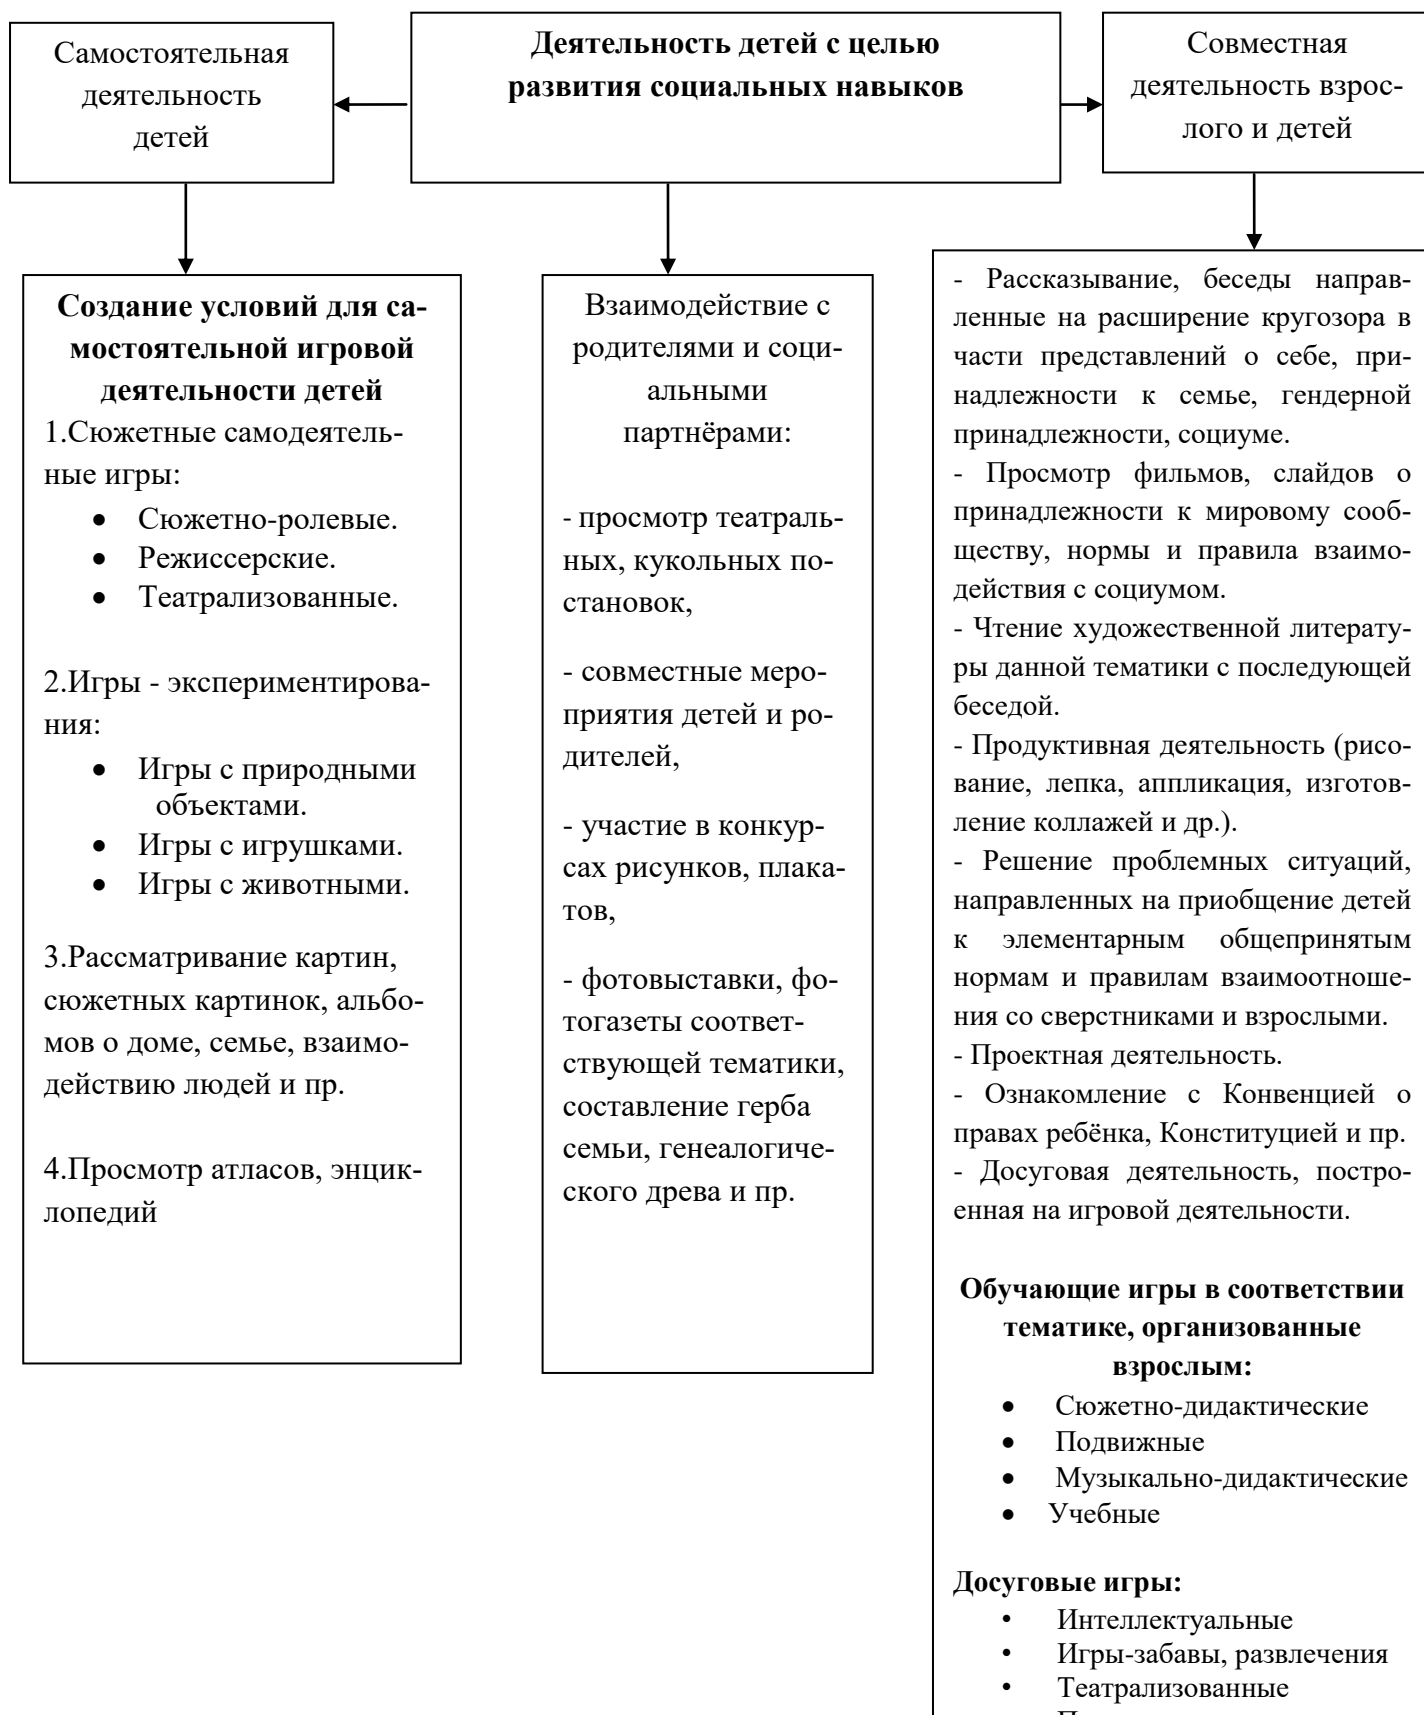 Самостоятельная
деятельность
детей
Деятельность детей с целью
развития социальных навыков
Совместная
деятельность взрос-
лого и детей
Создание условий для са-
мостоятельной игровой
деятельности детей
1.Сюжетные самодеятель-
ные игры:
• Сюжетно-ролевые.
• Режиссерские.
• Театрализованные.
2.Игры - экспериментирова-
ния:
• Игры с природными
объектами.
• Игры с игрушками.
• Игры с животными.
3.Рассматривание картин,
сюжетных картинок, альбо-
мов о доме, семье, взаимо-
действию людей и пр.
4.Просмотр атласов, энцик-
лопедий
Взаимодействие с
родителями и соци-
альными
партнёрами:
- просмотр театраль-
ных, кукольных по-
становок,
- совместные меро-
приятия детей и ро-
дителей,
- участие в конкур-
сах рисунков, плака-
тов,
- фотовыставки, фо-
тогазеты соответ-
ствующей тематики,
составление герба
семьи, генеалогиче-
ского древа и пр.
- Рассказывание, беседы направ-
ленные на расширение кругозора в
части представлений о себе, при-
надлежности к семье, гендерной
принадлежности, социуме.
- Просмотр фильмов, слайдов о
принадлежности к мировому сооб-
ществу, нормы и правила взаимо-
действия с социумом.
- Чтение художественной литерату-
ры данной тематики с последующей
беседой.
- Продуктивная деятельность (рисо-
вание, лепка, аппликация, изготов-
ление коллажей и др.).
- Решение проблемных ситуаций,
направленных на приобщение детей
к элементарным общепринятым
нормам и правилам взаимоотноше-
ния со сверстниками и взрослыми.
- Проектная деятельность.
- Ознакомление с Конвенцией о
правах ребёнка, Конституцией и пр.
- Досуговая деятельность, постро-
енная на игровой деятельности.
Обучающие игры в соответствии
тематике, организованные
взрослым:
• Сюжетно-дидактические
• Подвижные
• Музыкально-дидактические
• Учебные
Досуговые игры:
• Интеллектуальные
• Игры-забавы, развлечения
• Театрализованные